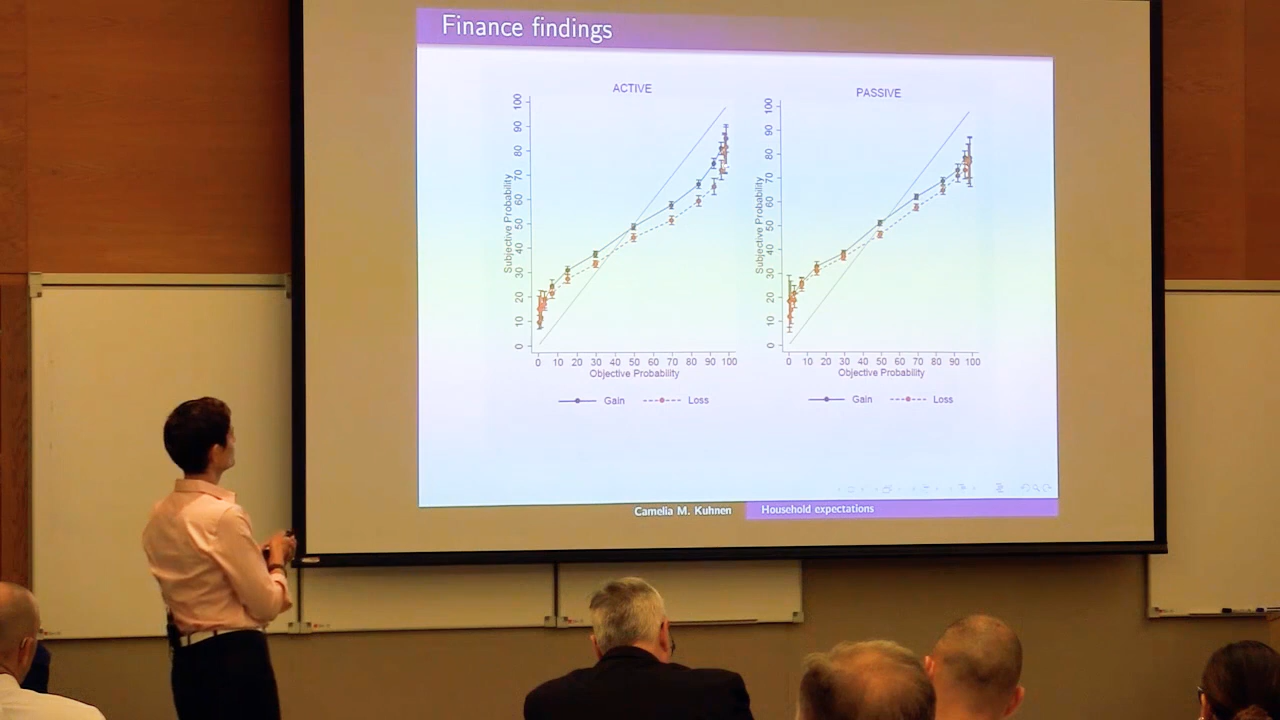 Finance findings
ACTIVE
Subjective Probability
100
90
80
70
60
50
40
30
20
10
0
0 10 20 30 40 50 60 70 80 90 100
Objective Probability
Gain Loss
PASSIVE
Subjective Probability
100
90
80
70
60
50
40
30
20
10
0
0 10 20 30 40 50 60 70 80 90 100
Objective Probability
Gain Loss
Camelia M. Kuhnen Household expectations